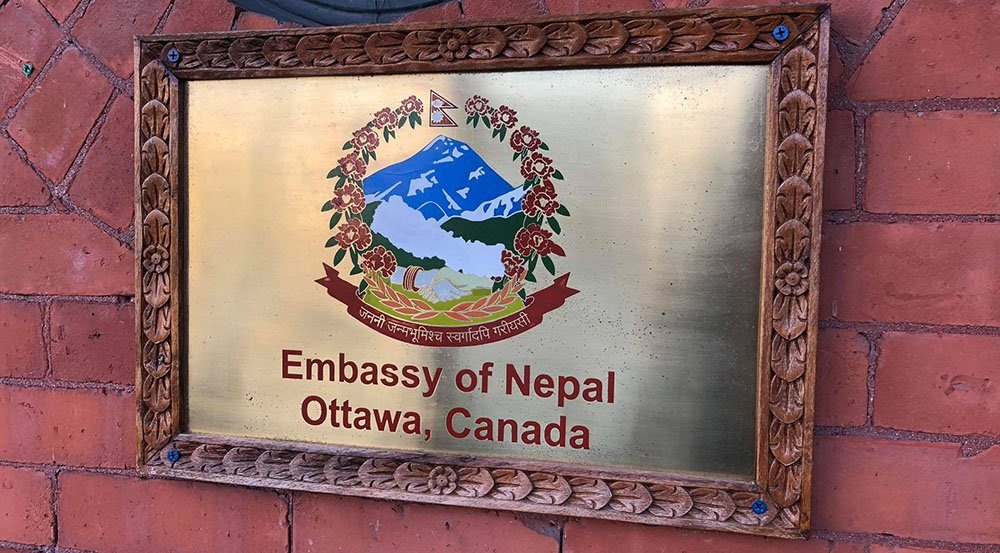 जननी जन्मभूमिश्च स्वर्गादपि गरीयसी
Embassy of Nepal
Ottawa, Canada